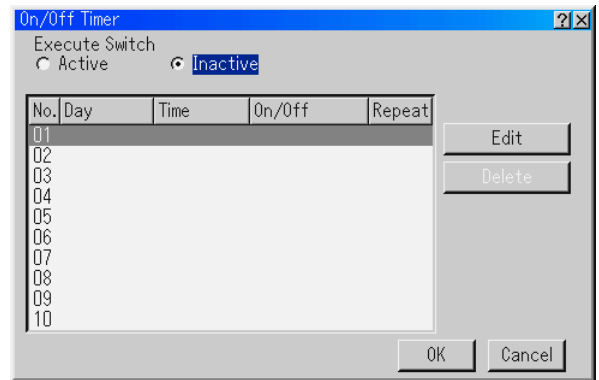 On/Off Timer
Execute Switch
Active Inactive
No. Day Time On/Off Repeat
01
Edit
02
03
Delete
04
05
06
07
08
09
10
OK Cancel